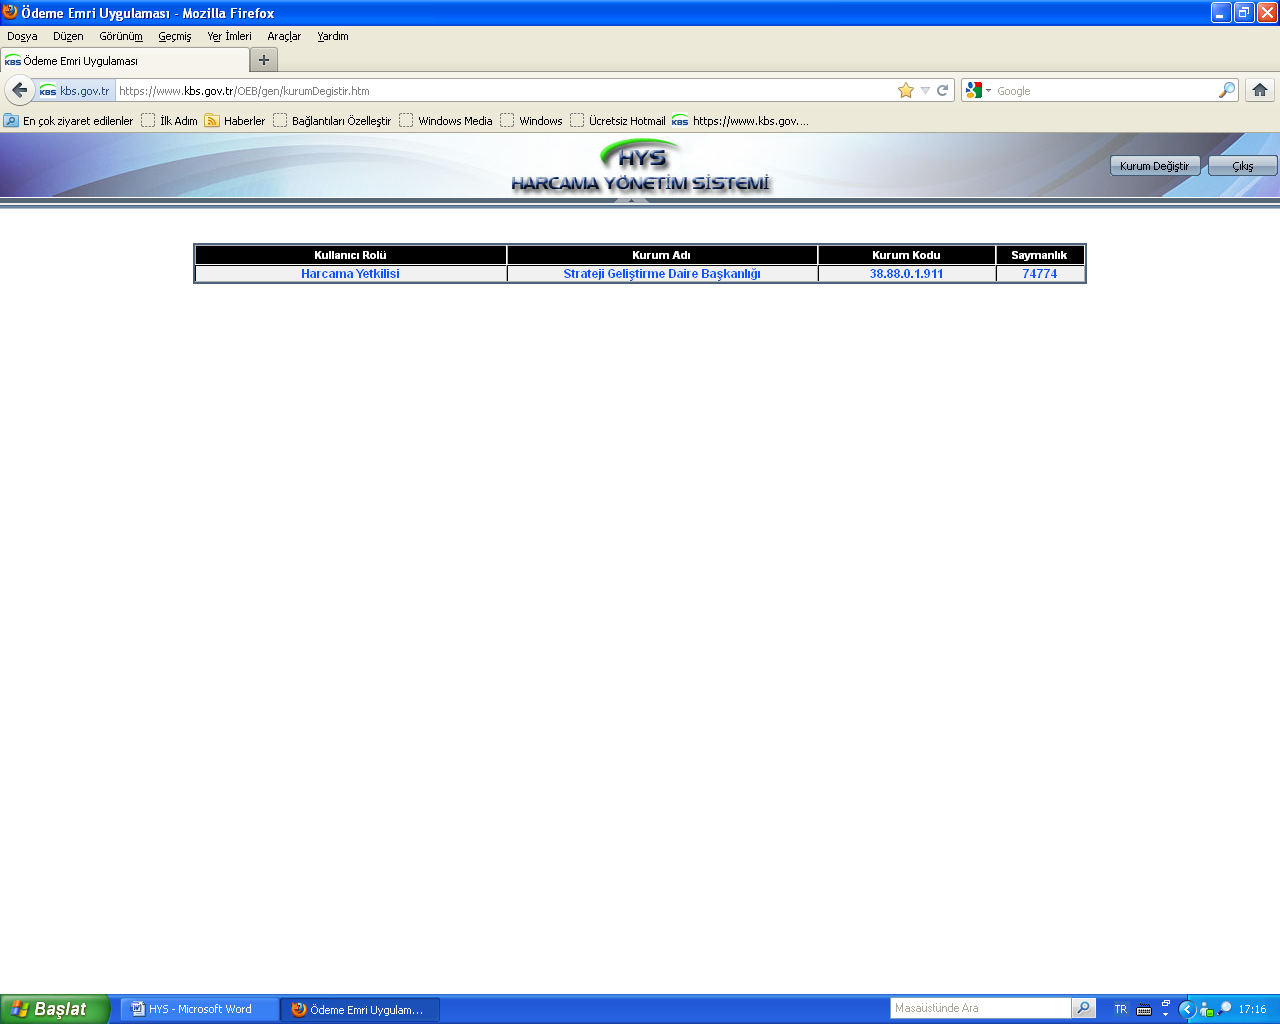 Ödeme Emri Uygulaması - Mozilla Firefox
Dosya Düzen Görünüm Geçmiş Yer İmleri Araçlar Yardım
KBS Ödeme Emri Uygulaması
KBS kbs.gov.tr https://www.kbs.gov.tr/OEB/gen/kurumDegistir.htm Google
En çok ziyaret edilenler İlk Adım Haberler Bağlantıları Özelleştir Windows Media Windows Ücretsiz Hotmail KBS https://www.kbs.gov....
HYS
HARCAMA YÖNETİM SİSTEMİ
Kurum Değiştir Çıkış
Kullanıcı Rolü Kurum Adı Kurum Kodu Saymanlık
Harcama Yetkilisi Strateji Geliştirme Daire Başkanlığı 38.88.0.1.911 74774
Başlat HYS - Microsoft Word Ödeme Emri Uygulam... Masaüstünde Ara TR 17:16